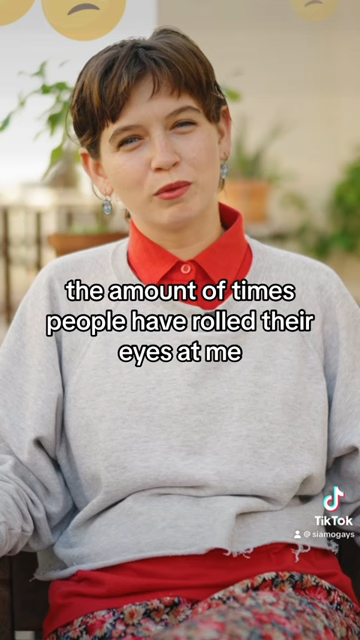 the amount of times
people have rolled their
eyes at me
TikTok
@siamogays